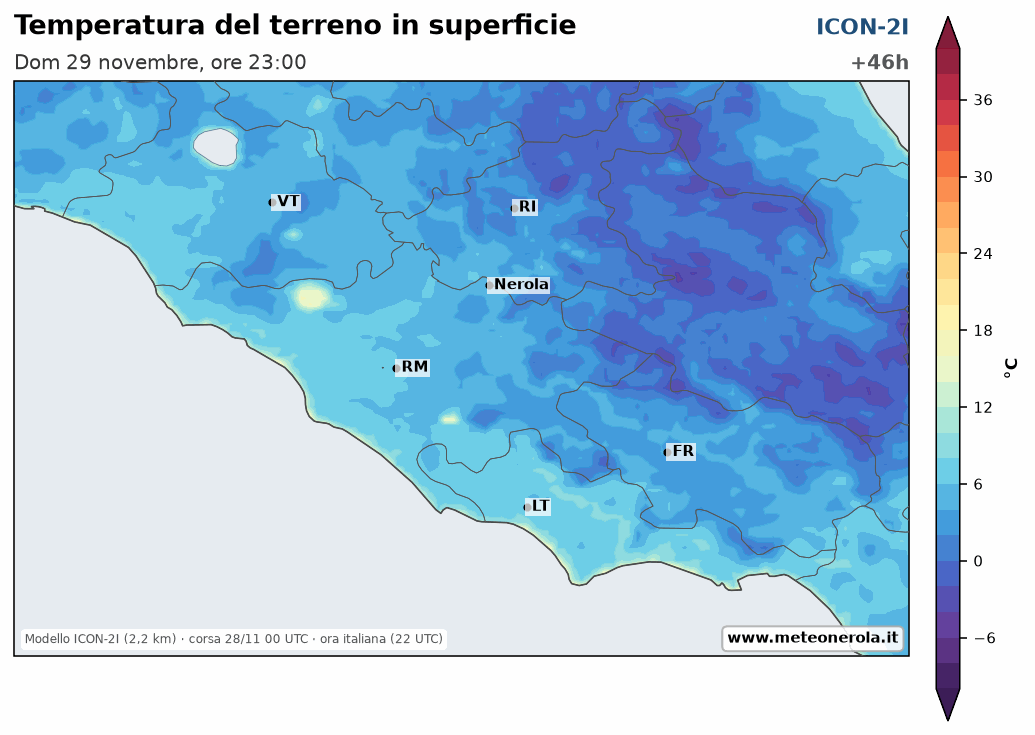 Temperatura del terreno in superficie
ICON-2I
Dom 29 novembre, ore 23:00
+46h
VT
RI
Nerola
RM
FR
LT
36
30
24
18
12
6
0
−6
°C
Modello ICON-2I (2,2 km) · corsa 28/11 00 UTC · ora italiana (22 UTC)
www.meteonerola.it